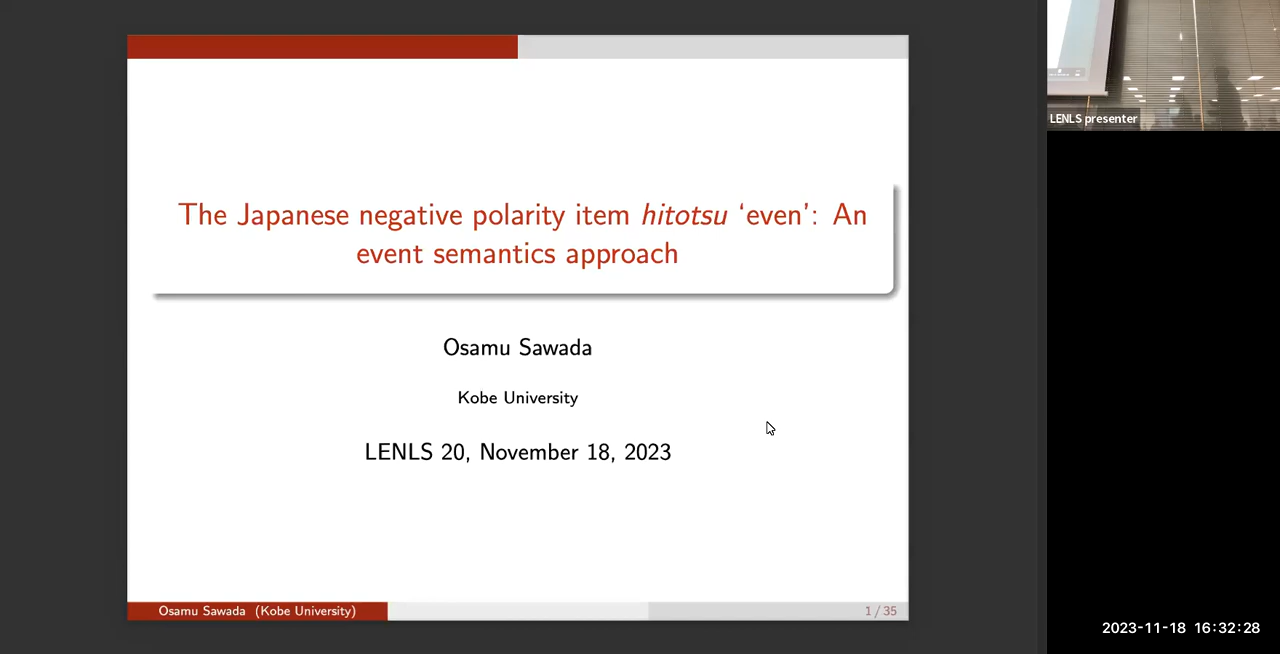 The Japanese negative polarity item hitotsu ‘even’: An
event semantics approach
Osamu Sawada
Kobe University
LENLS 20, November 18, 2023
Osamu Sawada (Kobe University)
1 / 35
LENLS presenter
2023-11-18 16:32:28